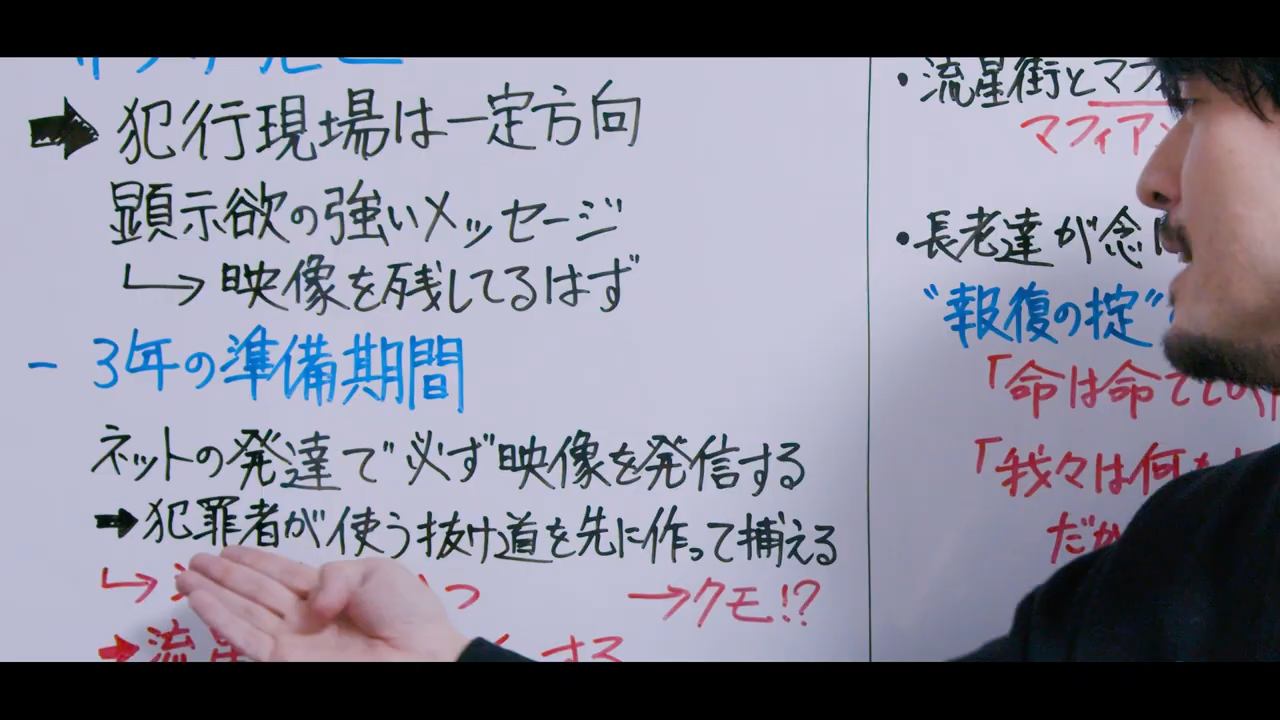 ➡ 犯行現場は一定方向
顕示欲の強いメッセージ
↳ 映像を残してるはず
- 3年の準備期間
ネットの発達で必ず映像を発信する
➡ 犯罪者が使う抜け道を先に作って捕える
→クモ!?
➡ 流星
する
・流星街とマフィ
マフィア
・長老達が念
"報復の掟"
「命は命で
「我々は何
だか